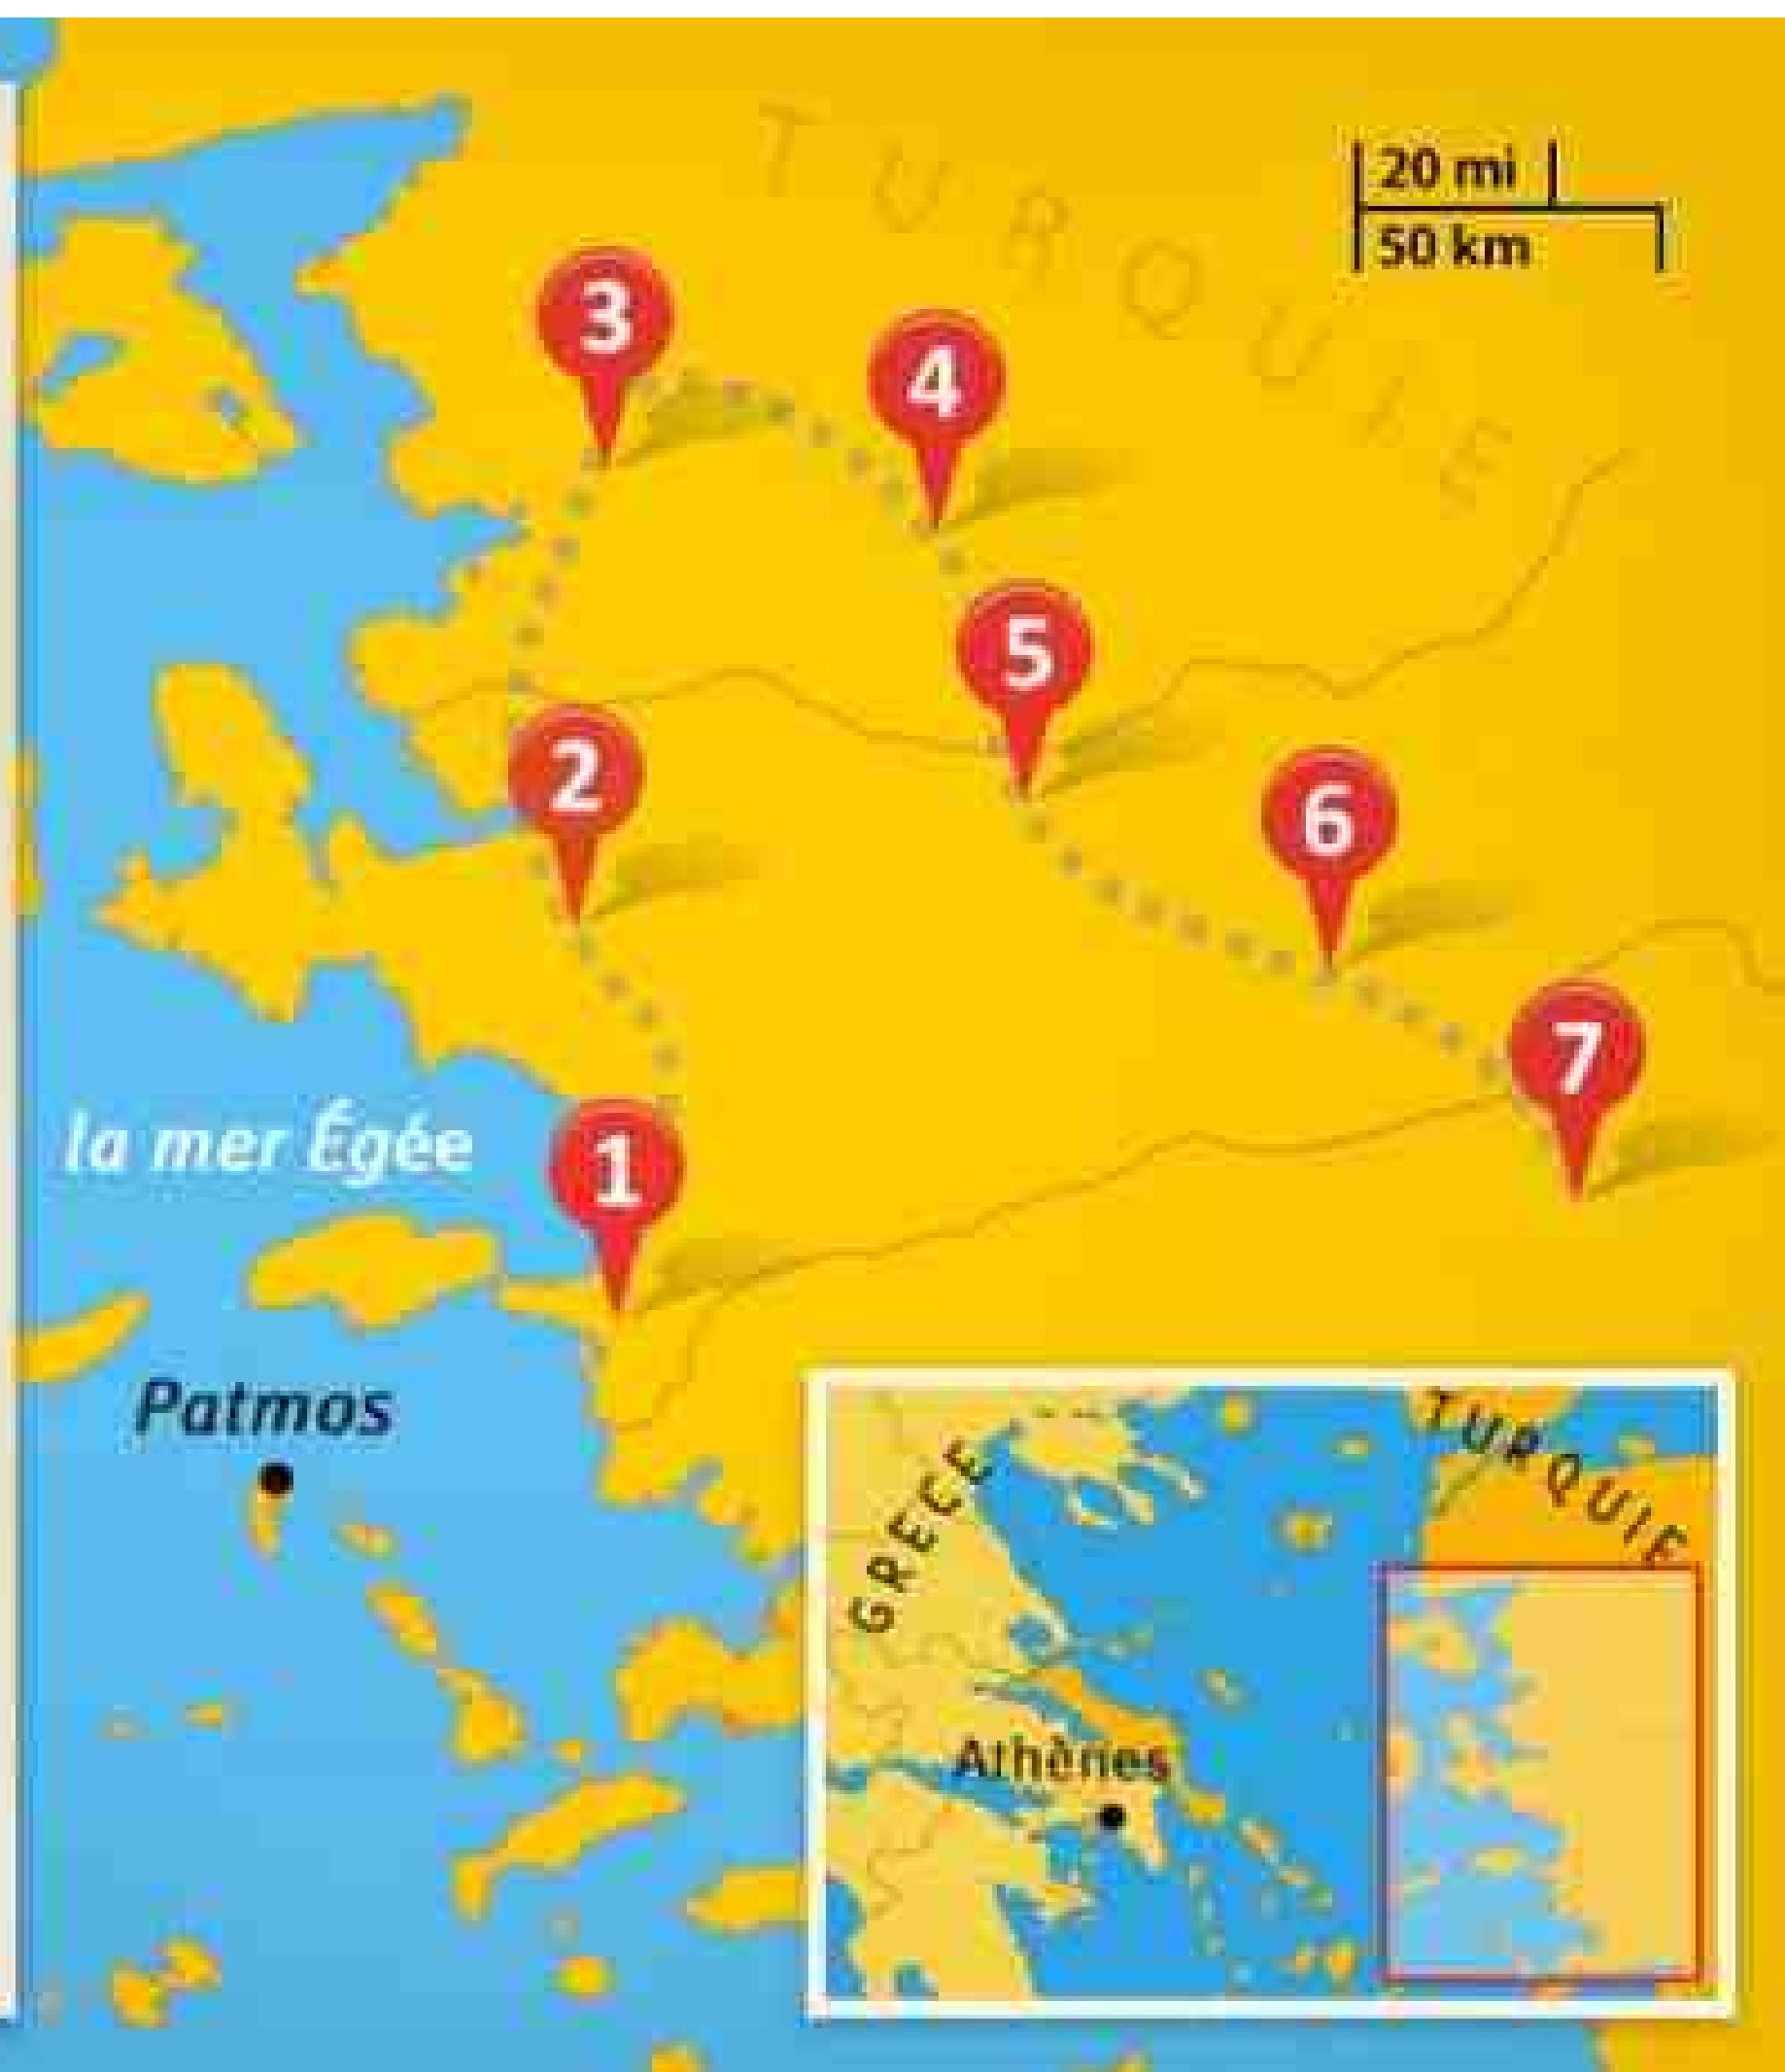 TURQUIE
20 mi
50 km
3
4
5
2
6
7
la mer Égée
1
Patmos
GRECE
TURQUIE
Athènes